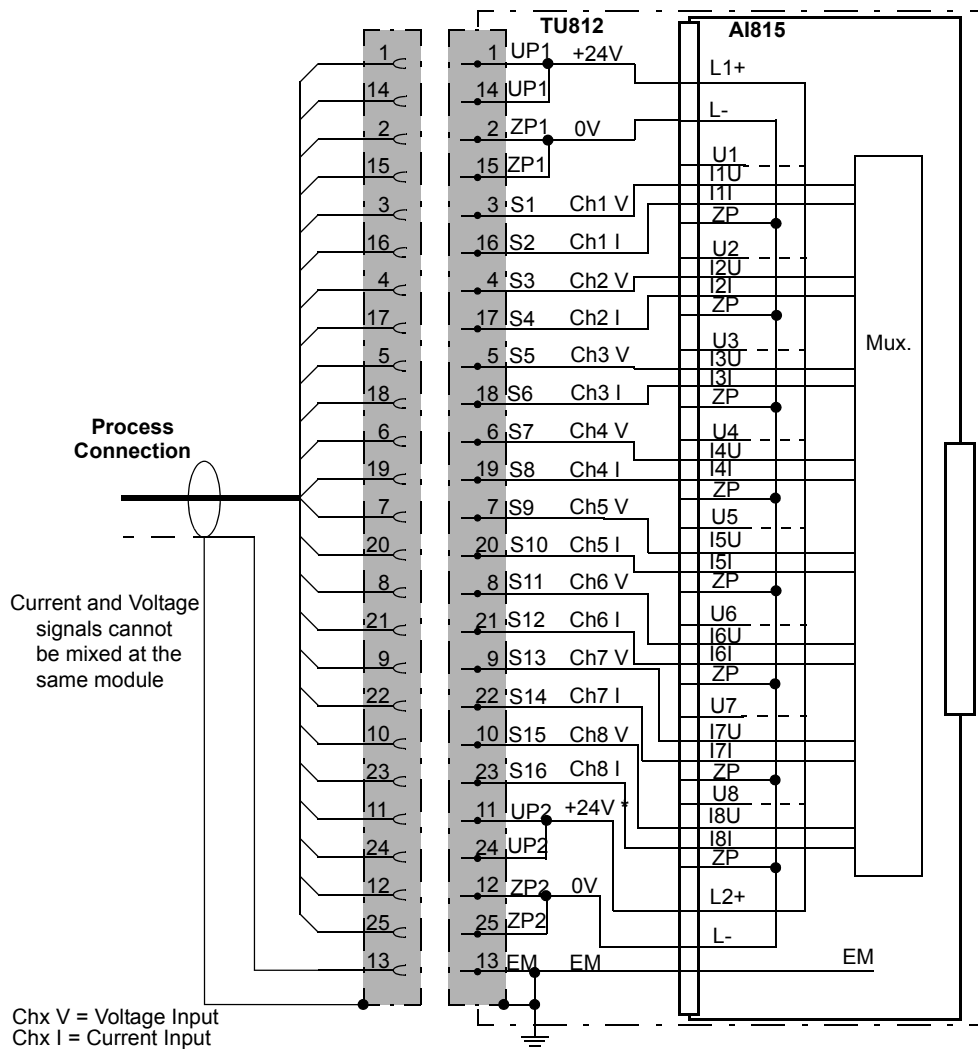 TU812
AI815
1
1 UP1 +24V
L1+
14
14 UP1
L-
2
2 ZP1 0V
15
15 ZP1
U1
I1U
I1I
ZP
3
3 S1 Ch1 V
16
16 S2 Ch1 I
U2
I2U
I2I
ZP
4
4 S3 Ch2 V
17
17 S4 Ch2 I
Mux.
U3
I3U
I3I
ZP
5
5 S5 Ch3 V
18
18 S6 Ch3 I
Process
Connection
6
6 S7 Ch4 V
U4
I4U
I4I
ZP
19
19 S8 Ch4 I
7
7 S9 Ch5 V
U5
I5U
I5I
ZP
20
20 S10 Ch5 I
8
8 S11 Ch6 V
Current and Voltage
signals cannot
be mixed at the
same module
21
21 S12 Ch6 I
U6
I6U
I6I
ZP
9
9 S13 Ch7 V
22
22 S14 Ch7 I
U7
I7U
I7I
ZP
10
10 S15 Ch8 V
23
23 S16 Ch8 I
U8
I8U
I8I
ZP
11
11 UP2 +24V *
24
24 UP2
12
12 ZP2 0V
L2+
25
25 ZP2
L-
13
13 EM EM
EM
Chx V = Voltage Input
Chx I = Current Input